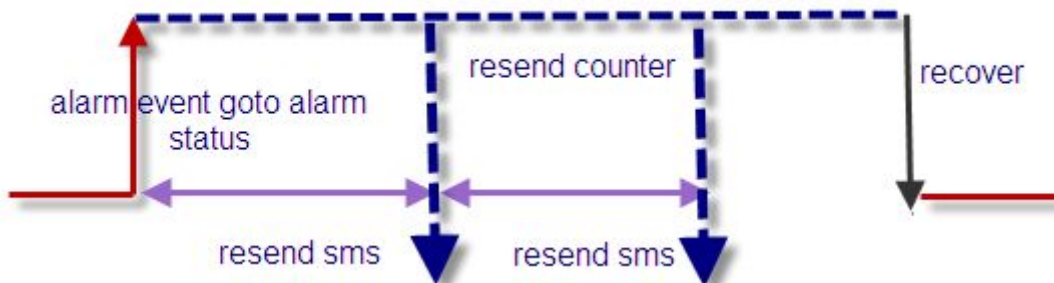 alarm event goto alarm
status
resend counter
recover
resend sms
resend sms